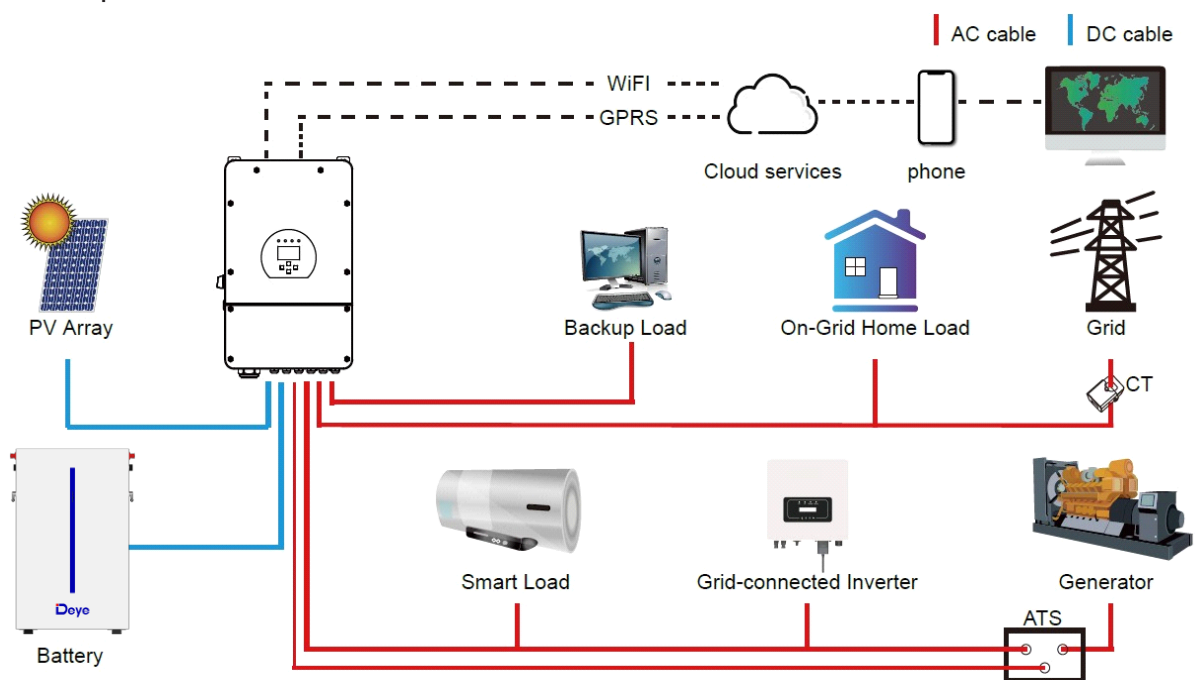 AC cable
DC cable
WiFI
GPRS
Cloud services
phone
PV Array
Backup Load
On-Grid Home Load
Grid
CT
Deye
Battery
Smart Load
Grid-connected Inverter
Generator
ATS